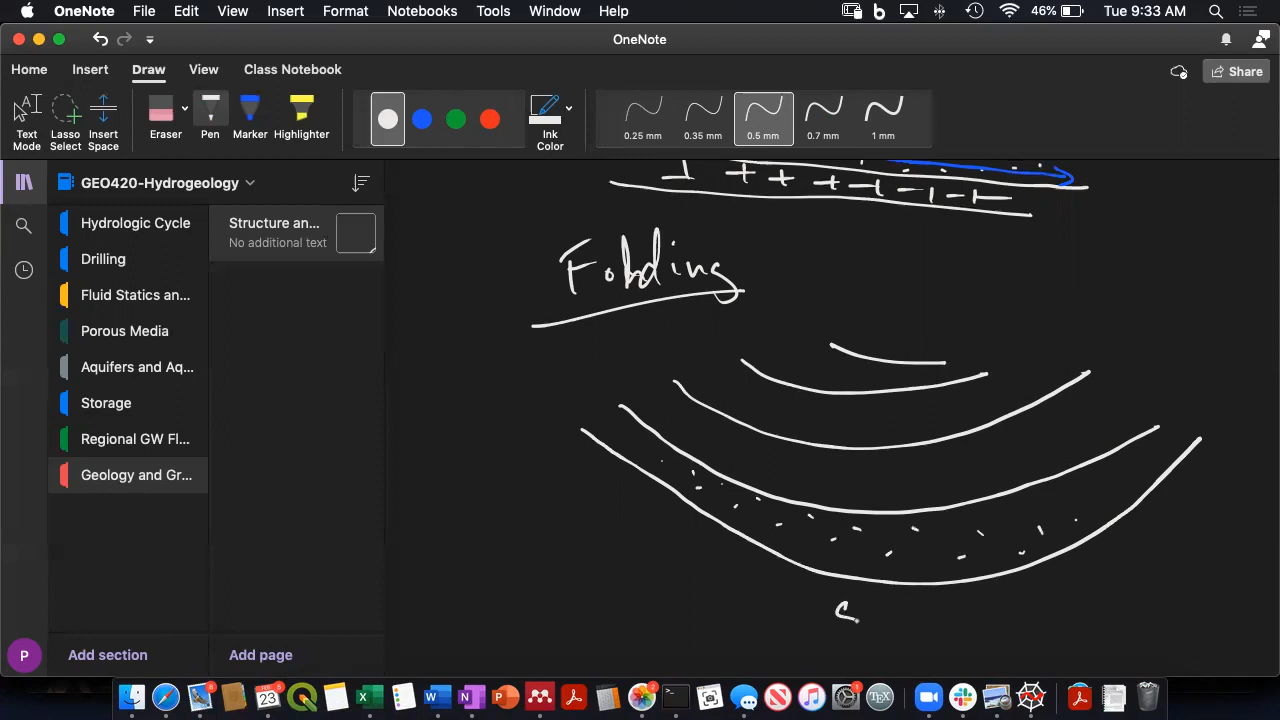 OneNote File Edit View Insert Format Notebooks Tools Window Help 46% Tue 9:33 AM
OneNote
Home Insert Draw View Class Notebook Share
Text Mode Lasso Select Insert Space Eraser Pen Marker Highlighter Ink Color 0.25 mm 0.35 mm 0.5 mm 0.7 mm 1 mm
GEO420-Hydrogeology
Hydrologic Cycle
Structure an...
No additional text
Drilling
Fluid Statics an...
Porous Media
Aquifers and Aq...
Storage
Regional GW Fl...
Geology and Gr...
Folding
S
P
Add section
Add page